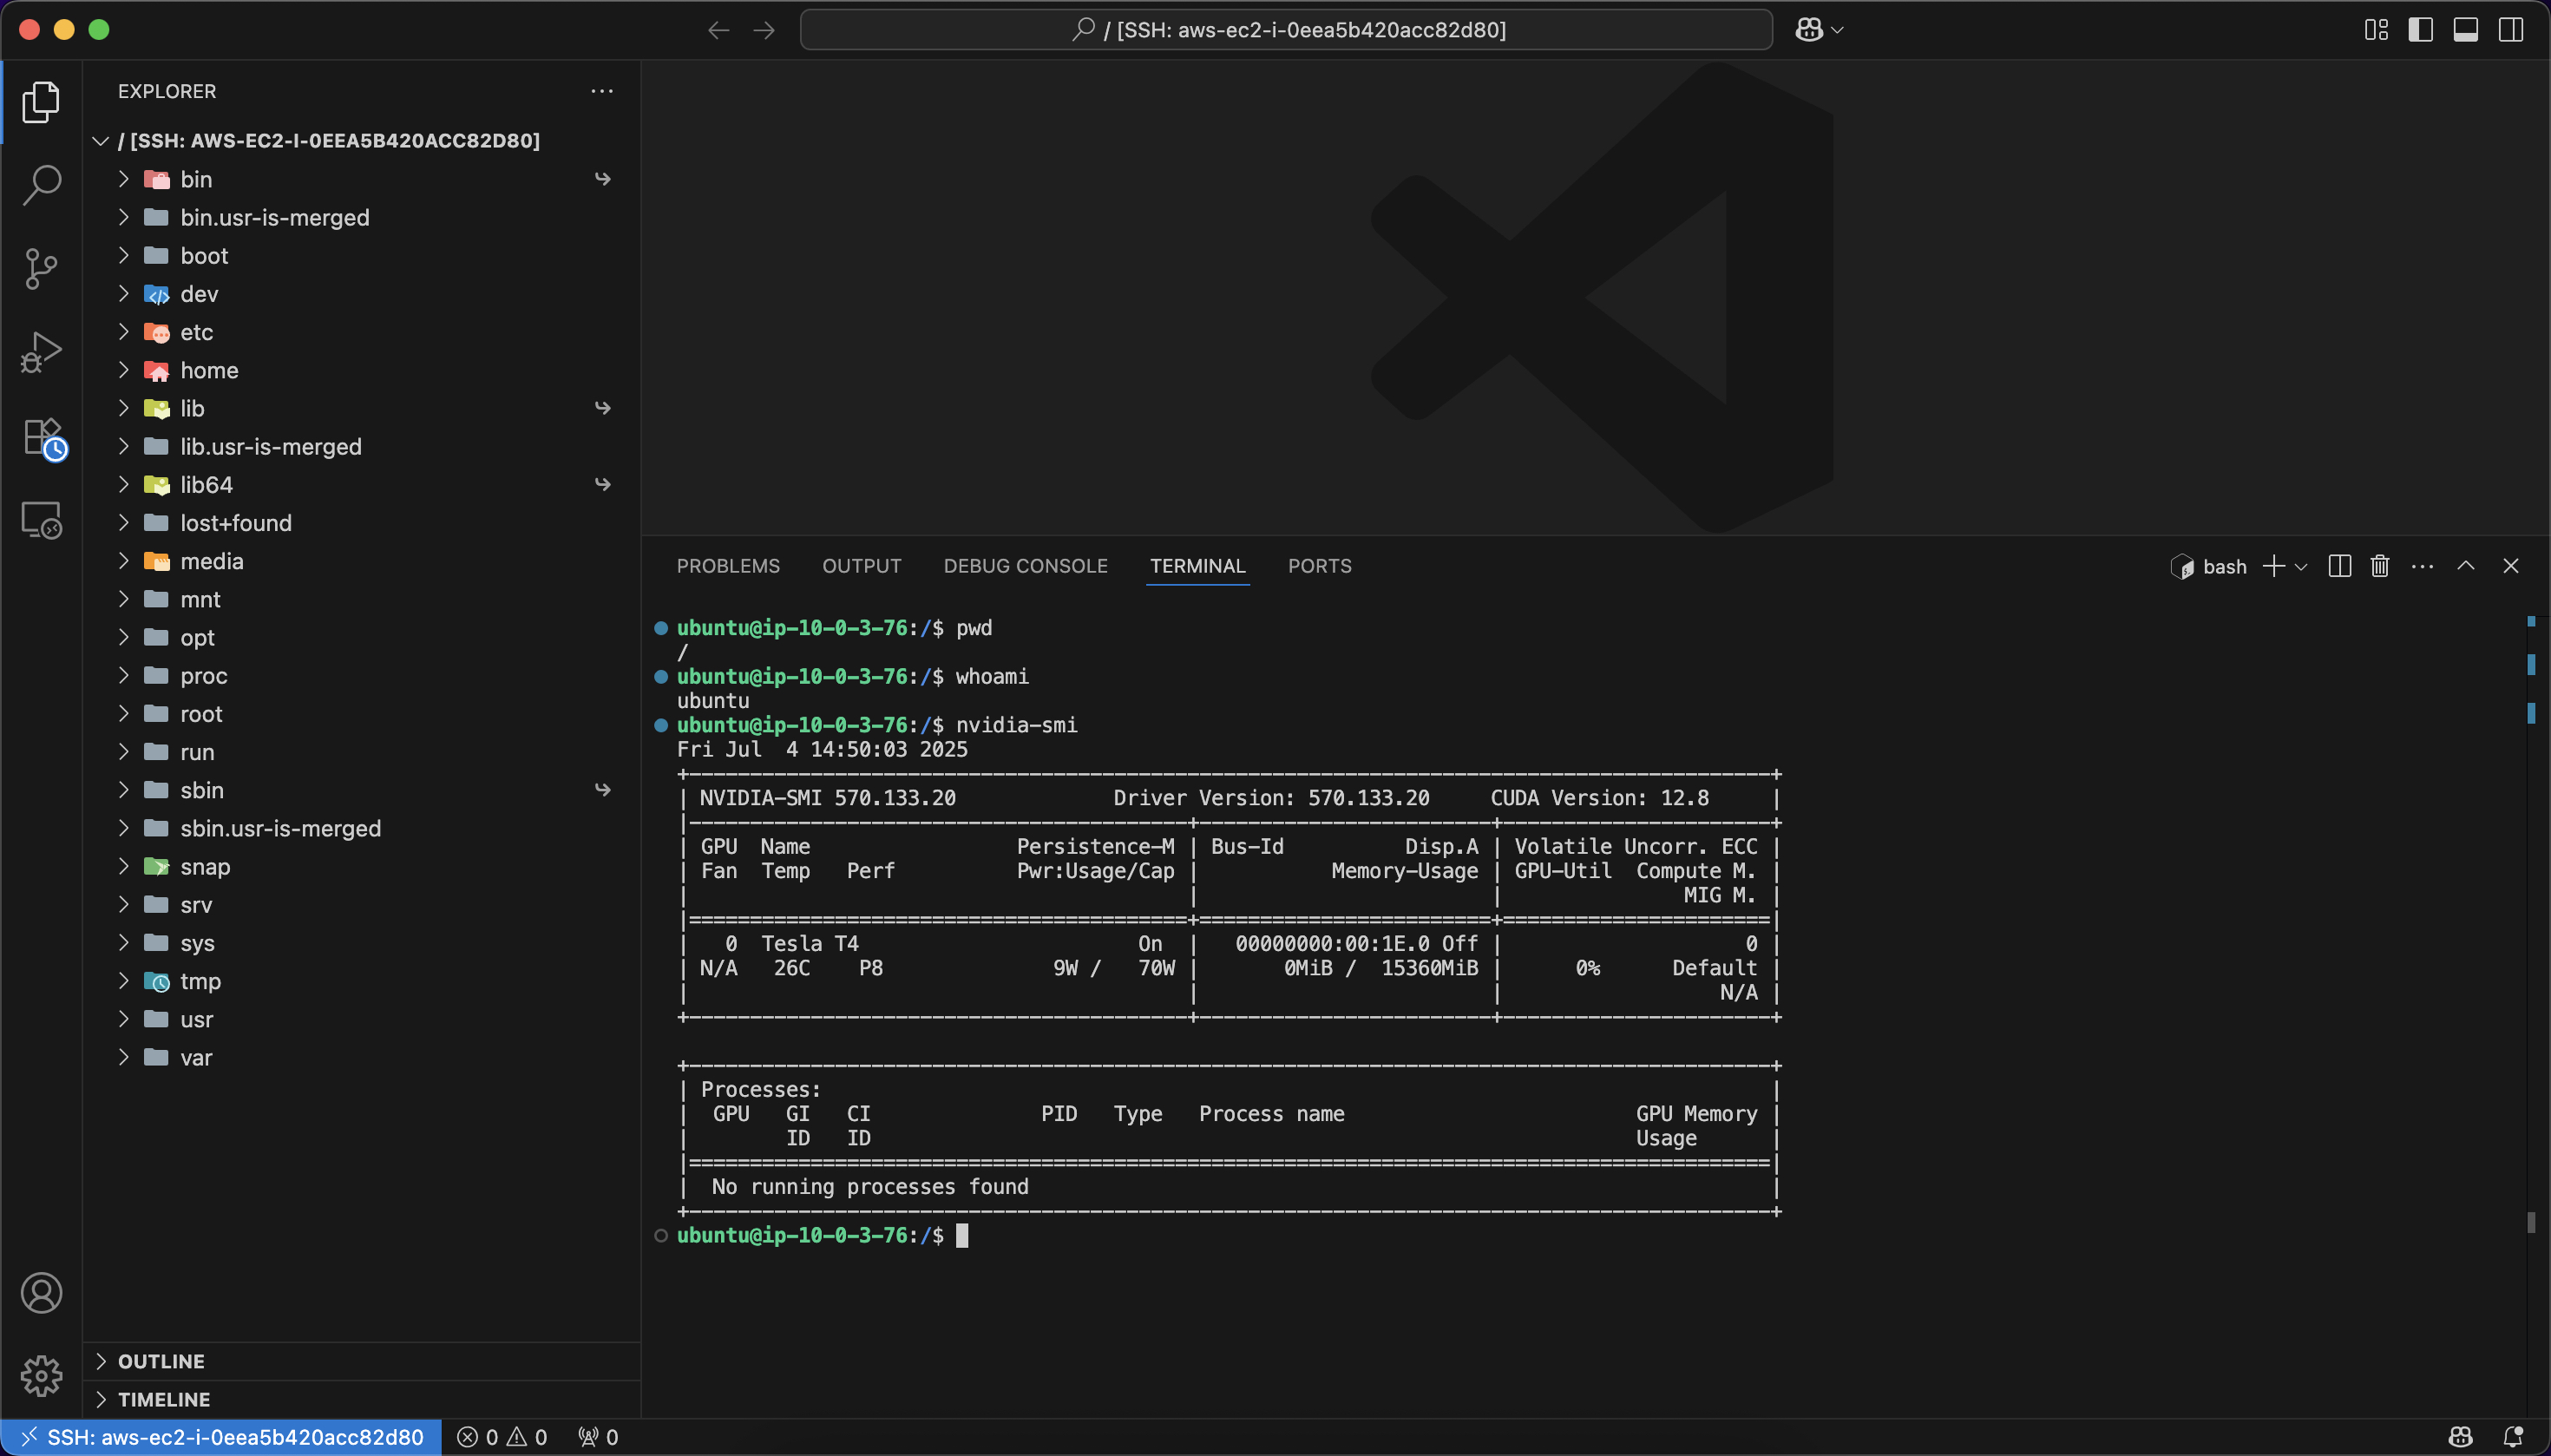 / [SSH: aws-ec2-i-0eea5b420acc82d80]
EXPLORER
/ [SSH: AWS-EC2-I-0EEA5B420ACC82D80]
bin
bin.usr-is-merged
boot
dev
etc
home
lib
lib.usr-is-merged
lib64
lost+found
media
mnt
opt
proc
root
run
sbin
sbin.usr-is-merged
snap
srv
sys
tmp
usr
var
OUTLINE
TIMELINE
PROBLEMS OUTPUT DEBUG CONSOLE TERMINAL PORTS
bash
ubuntu@ip-10-0-3-76:/$ pwd
/
ubuntu@ip-10-0-3-76:/$ whoami
ubuntu
ubuntu@ip-10-0-3-76:/$ nvidia-smi
Fri Jul  4 14:50:03 2025
+-----------------------------------------------------------------------------------------+
| NVIDIA-SMI 570.133.20             Driver Version: 570.133.20     CUDA Version: 12.8     |
|-----------------------------------------+------------------------+----------------------+
| GPU  Name                 Persistence-M | Bus-Id          Disp.A | Volatile Uncorr. ECC |
| Fan  Temp   Perf          Pwr:Usage/Cap |           Memory-Usage | GPU-Util  Compute M. |
|                                         |                        |               MIG M. |
|=========================================+========================+======================|
|   0  Tesla T4                       On  |   00000000:00:1E.0 Off |                    0 |
| N/A   26C    P8              9W /   70W |       0MiB /  15360MiB |      0%      Default |
|                                         |                        |                  N/A |
+-----------------------------------------+------------------------+----------------------+
+-----------------------------------------------------------------------------------------+
| Processes:                                                                              |
|  GPU   GI   CI              PID   Type   Process name                        GPU Memory |
|        ID   ID                                                               Usage      |
|=========================================================================================|
|  No running processes found                                                             |
+-----------------------------------------------------------------------------------------+
ubuntu@ip-10-0-3-76:/$
SSH: aws-ec2-i-0eea5b420acc82d80 0 0 0